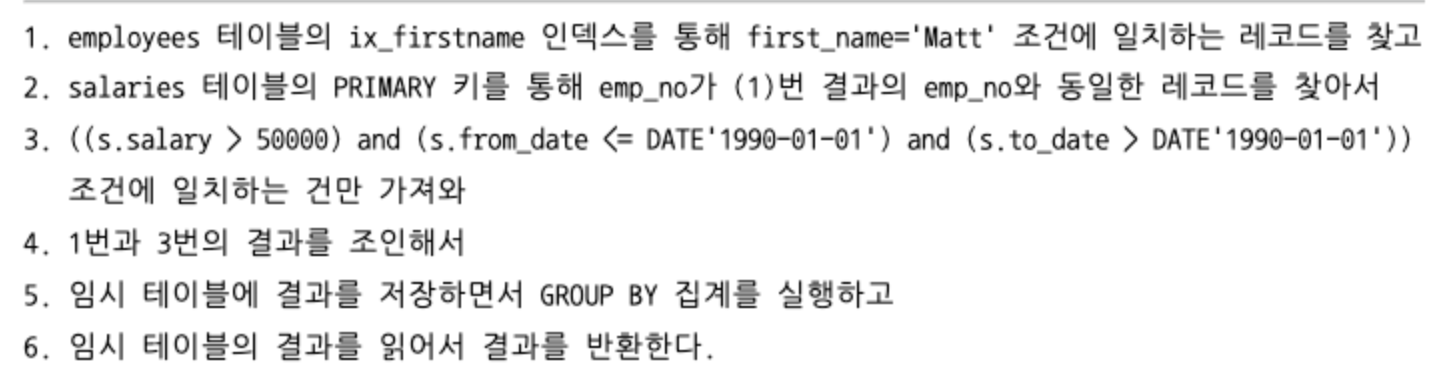 1. employees 테이블의 ix_firstname 인덱스를 통해 first_name='Matt' 조건에 일치하는 레코드를 찾고
2. salaries 테이블의 PRIMARY 키를 통해 emp_no가 (1)번 결과의 emp_no와 동일한 레코드를 찾아서
3. ((s.salary > 50000) and (s.from_date <= DATE'1990-01-01') and (s.to_date > DATE'1990-01-01'))
조건에 일치하는 건만 가져와
4. 1번과 3번의 결과를 조인해서
5. 임시 테이블에 결과를 저장하면서 GROUP BY 집계를 실행하고
6. 임시 테이블의 결과를 읽어서 결과를 반환한다.